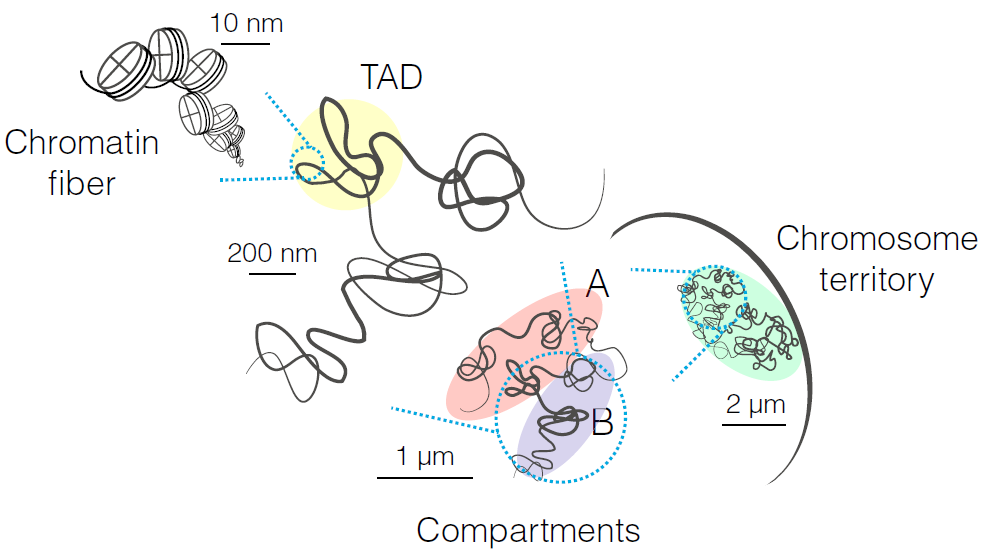 10 nm
TAD
Chromatin
fiber
200 nm
Chromosome
territory
A
2 µm
B
1 µm
Compartments